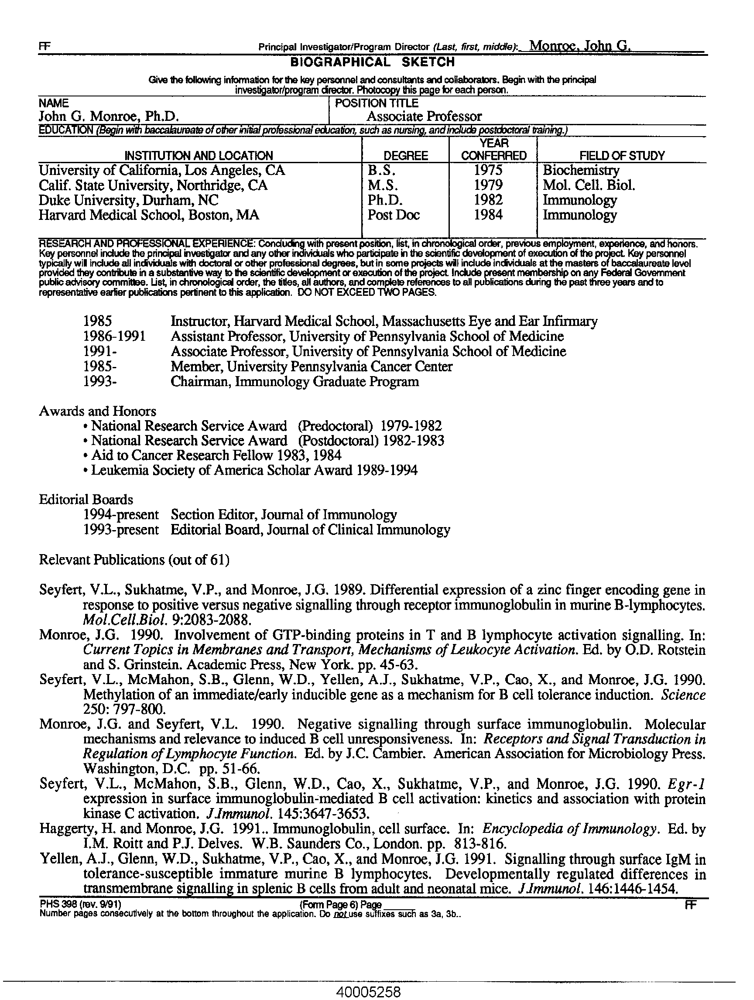 FF Principal Investigator/Program Director (Last, first, middle): Monroe, John G.
BIOGRAPHICAL SKETCH
Give the following information for the key personnel and consultants and collaborators. Begin with the principal
investigator/program director. Photocopy this page for each person.
NAME POSITION TITLE
John G. Monroe, Ph.D. Associate Professor
EDUCATION (Begin with baccalaureate of other initial professional education, such as nursing, and include postdoctoral training.)
INSTITUTION AND LOCATION DEGREE YEAR CONFERRED FIELD OF STUDY
University of California, Los Angeles, CA B.S. 1975 Biochemistry
Calif. State University, Northridge, CA M.S. 1979 Mol. Cell. Biol.
Duke University, Durham, NC Ph.D. 1982 Immunology
Harvard Medical School, Boston, MA Post Doc 1984 Immunology
RESEARCH AND PROFESSIONAL EXPERIENCE: Concluding with present position, list, in chronological order, previous employment, experience, and honors.
Key personnel include the principal investigator and any other individuals who participate in the scientific development of execution of the project. Key personnel
typically will include all individuals with doctoral or other professional degrees, but in some projects will include individuals at the masters of baccalaureate level
provided they contribute in a substantive way to the scientific development or execution of the project. Include present membership on any Federal Government
public advisory committee. List, in chronological order, the titles, all authors, and complete references to all publications during the past three years and to
representative earlier publications pertinent to this application. DO NOT EXCEED TWO PAGES.
1985 Instructor, Harvard Medical School, Massachusetts Eye and Ear Infirmary
1986-1991 Assistant Professor, University of Pennsylvania School of Medicine
1991- Associate Professor, University of Pennsylvania School of Medicine
1985- Member, University Pennsylvania Cancer Center
1993- Chairman, Immunology Graduate Program
Awards and Honors
• National Research Service Award (Predoctoral) 1979-1982
• National Research Service Award (Postdoctoral) 1982-1983
• Aid to Cancer Research Fellow 1983, 1984
• Leukemia Society of America Scholar Award 1989-1994
Editorial Boards
1994-present Section Editor, Journal of Immunology
1993-present Editorial Board, Journal of Clinical Immunology
Relevant Publications (out of 61)
Seyfert, V.L., Sukhatme, V.P., and Monroe, J.G. 1989. Differential expression of a zinc finger encoding gene in
response to positive versus negative signalling through receptor immunoglobulin in murine B-lymphocytes.
Mol.Cell.Biol. 9:2083-2088.
Monroe, J.G. 1990. Involvement of GTP-binding proteins in T and B lymphocyte activation signalling. In:
Current Topics in Membranes and Transport, Mechanisms of Leukocyte Activation. Ed. by O.D. Rotstein
and S. Grinstein. Academic Press, New York. pp. 45-63.
Seyfert, V.L., McMahon, S.B., Glenn, W.D., Yellen, A.J., Sukhatme, V.P., Cao, X., and Monroe, J.G. 1990.
Methylation of an immediate/early inducible gene as a mechanism for B cell tolerance induction. Science
250: 797-800.
Monroe, J.G. and Seyfert, V.L. 1990. Negative signalling through surface immunoglobulin. Molecular
mechanisms and relevance to induced B cell unresponsiveness. In: Receptors and Signal Transduction in
Regulation of Lymphocyte Function. Ed. by J.C. Cambier. American Association for Microbiology Press.
Washington, D.C. pp. 51-66.
Seyfert, V.L., McMahon, S.B., Glenn, W.D., Cao, X., Sukhatme, V.P., and Monroe, J.G. 1990. Egr-1
expression in surface immunoglobulin-mediated B cell activation: kinetics and association with protein
kinase C activation. J.Immunol. 145:3647-3653.
Haggerty, H. and Monroe, J.G. 1991.. Immunoglobulin, cell surface. In: Encyclopedia of Immunology. Ed. by
I.M. Roitt and P.J. Delves. W.B. Saunders Co., London. pp. 813-816.
Yellen, A.J., Glenn, W.D., Sukhatme, V.P., Cao, X., and Monroe, J.G. 1991. Signalling through surface IgM in
tolerance-susceptible immature murine B lymphocytes. Developmentally regulated differences in
transmembrane signalling in splenic B cells from adult and neonatal mice. J.Immunol. 146:1446-1454.
PHS 398 (rev. 9/91) (Form Page 6) Page ______ FF
Number pages consecutively at the bottom throughout the application. Do not use suffixes such as 3a, 3b..
40005258